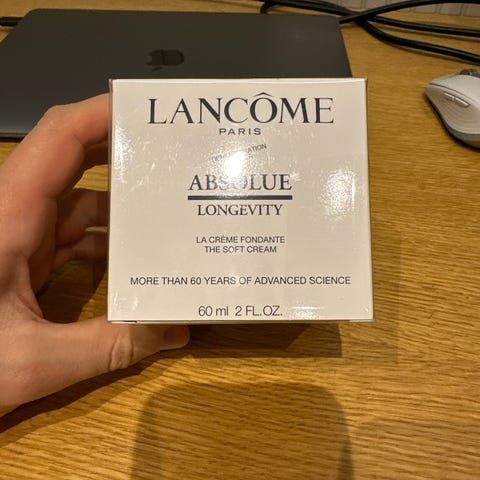 LANCÔME
PARIS
ABSOLUE
LONGEVITY
LA CRÈME FONDANTE
THE SOFT CREAM
MORE THAN 60 YEARS OF ADVANCED SCIENCE
60 ml 2 FL.OZ.